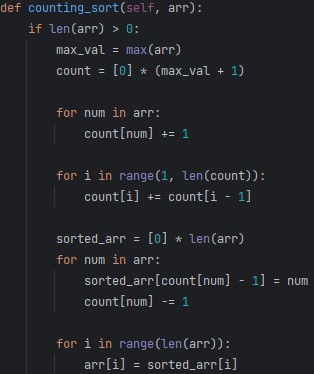 def counting_sort(self, arr):
    if len(arr) > 0:
        max_val = max(arr)
        count = [0] * (max_val + 1)

        for num in arr:
            count[num] += 1

        for i in range(1, len(count)):
            count[i] += count[i - 1]

        sorted_arr = [0] * len(arr)
        for num in arr:
            sorted_arr[count[num] - 1] = num
            count[num] -= 1

        for i in range(len(arr)):
            arr[i] = sorted_arr[i]